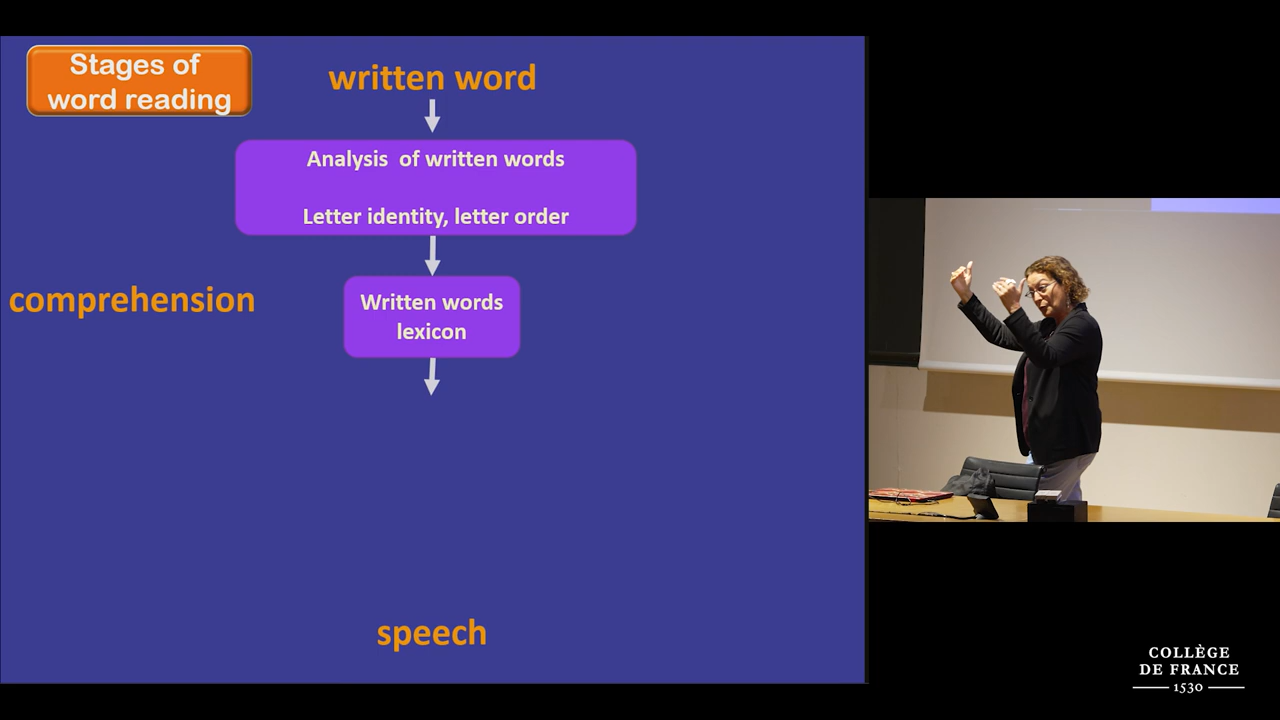 Stages of
word reading
written word
Analysis  of written words
Letter identity, letter order
comprehension
Written words
lexicon
speech
COLLÈGE
DE FRANCE
1530